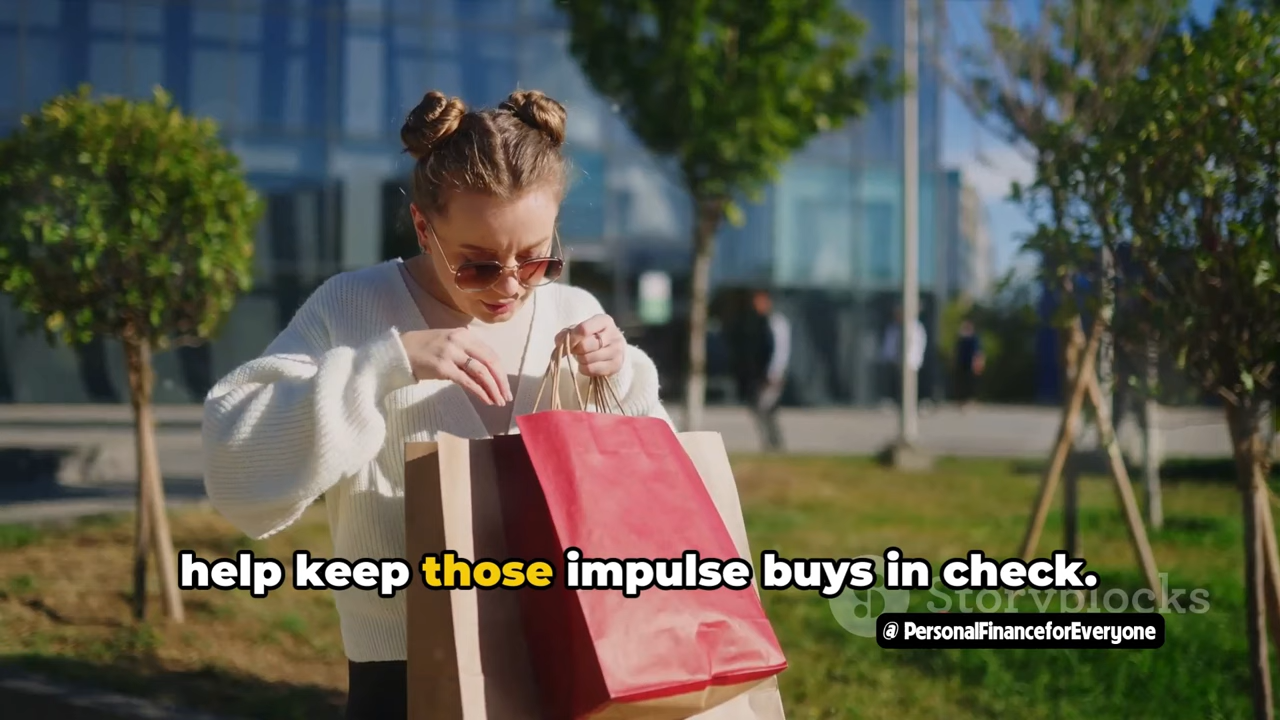 help keep those impulse buys in check.
Storyblocks
@ PersonalFinanceforEveryone